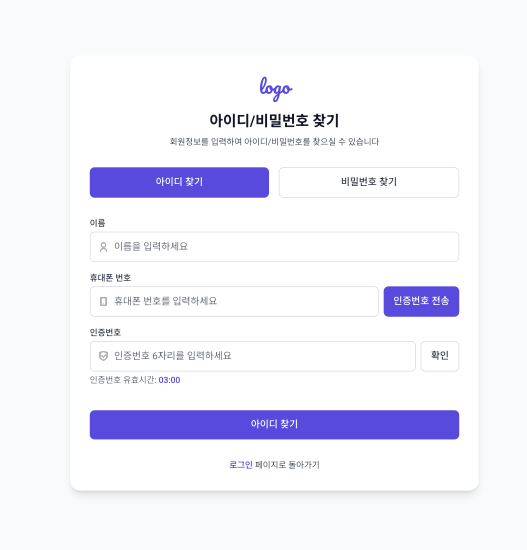 logo
아이디/비밀번호 찾기
회원정보를 입력하여 아이디/비밀번호를 찾으실 수 있습니다
아이디 찾기
비밀번호 찾기
이름
이름을 입력하세요
휴대폰 번호
휴대폰 번호를 입력하세요
인증번호 전송
인증번호
인증번호 6자리를 입력하세요
확인
인증번호 유효시간: 03:00
아이디 찾기
로그인 페이지로 돌아가기